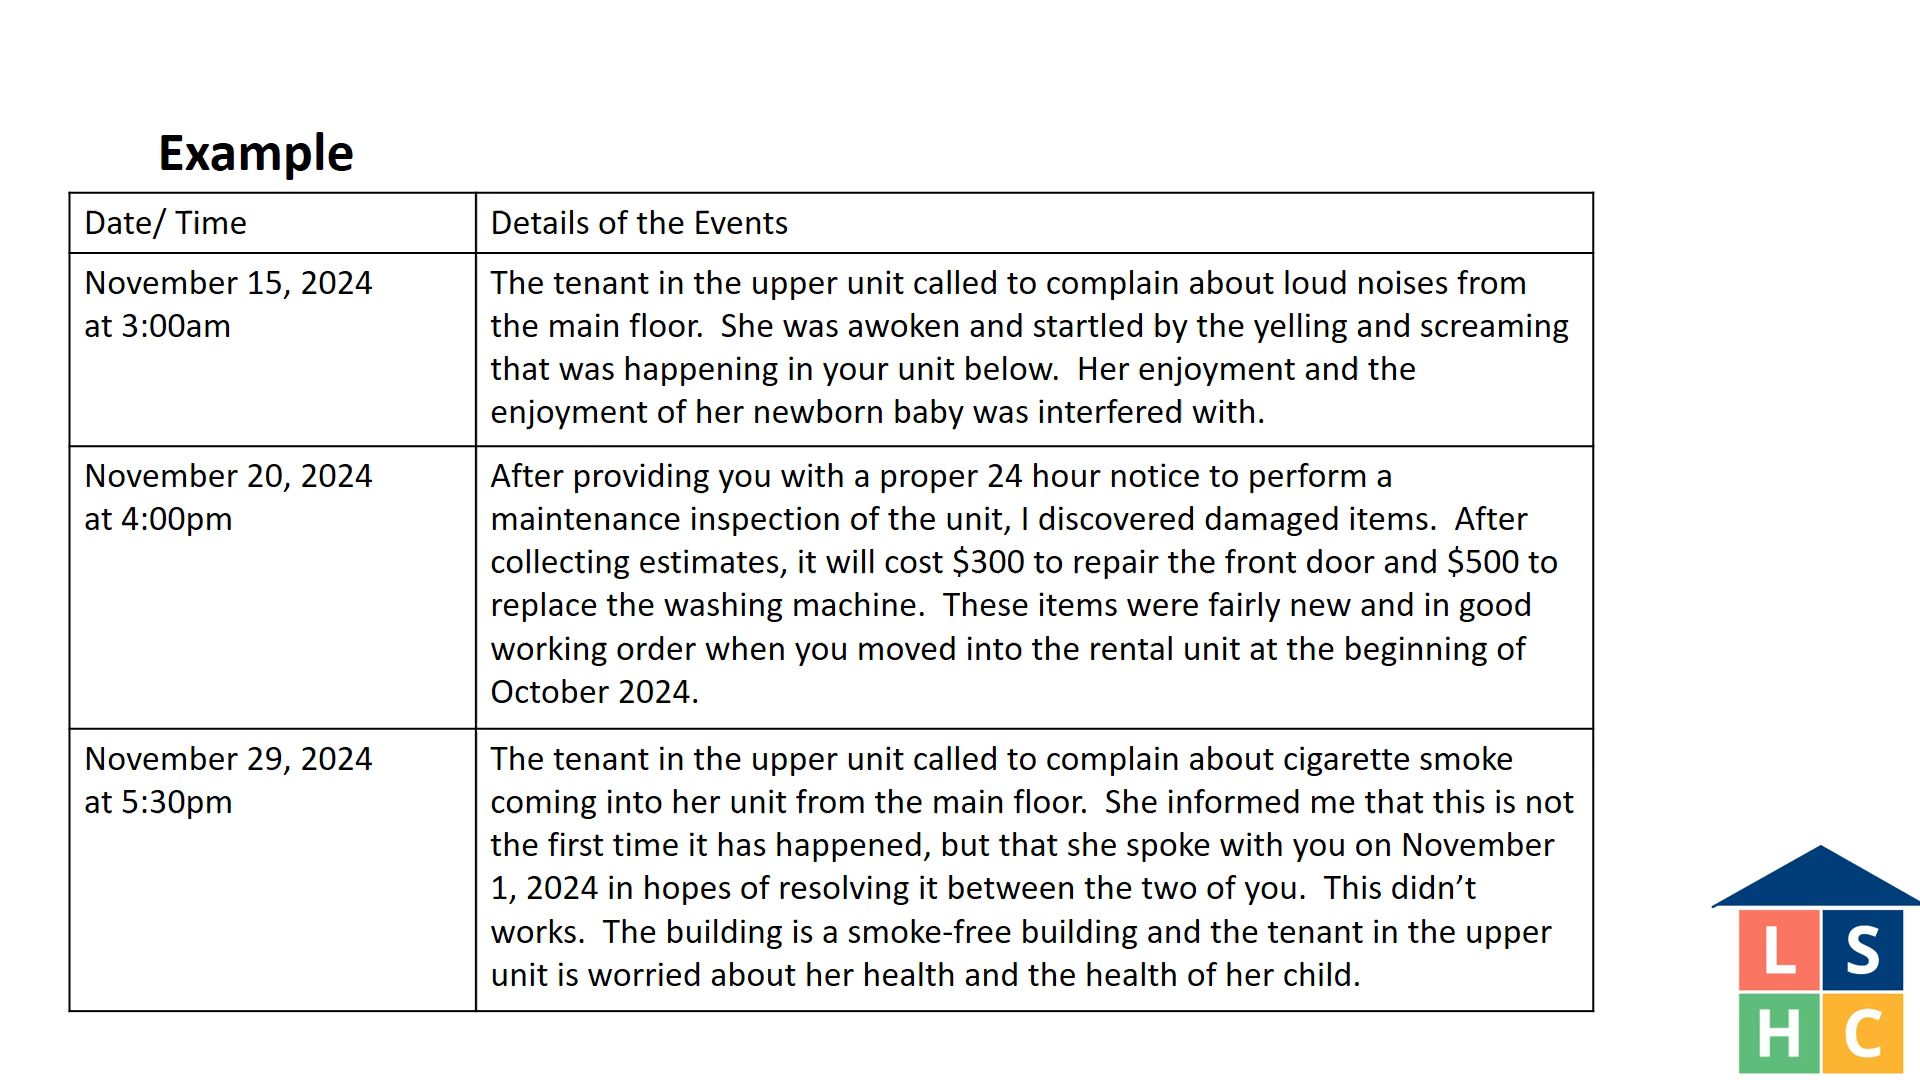 Example
Date/ Time
Details of the Events
November 15, 2024
at 3:00am
The tenant in the upper unit called to complain about loud noises from
the main floor.  She was awoken and startled by the yelling and screaming
that was happening in your unit below.  Her enjoyment and the
enjoyment of her newborn baby was interfered with.
November 20, 2024
at 4:00pm
After providing you with a proper 24 hour notice to perform a
maintenance inspection of the unit, I discovered damaged items.  After
collecting estimates, it will cost $300 to repair the front door and $500 to
replace the washing machine.  These items were fairly new and in good
working order when you moved into the rental unit at the beginning of
October 2024.
November 29, 2024
at 5:30pm
The tenant in the upper unit called to complain about cigarette smoke
coming into her unit from the main floor.  She informed me that this is not
the first time it has happened, but that she spoke with you on November
1, 2024 in hopes of resolving it between the two of you.  This didn’t
works.  The building is a smoke-free building and the tenant in the upper
unit is worried about her health and the health of her child.
L S
H C